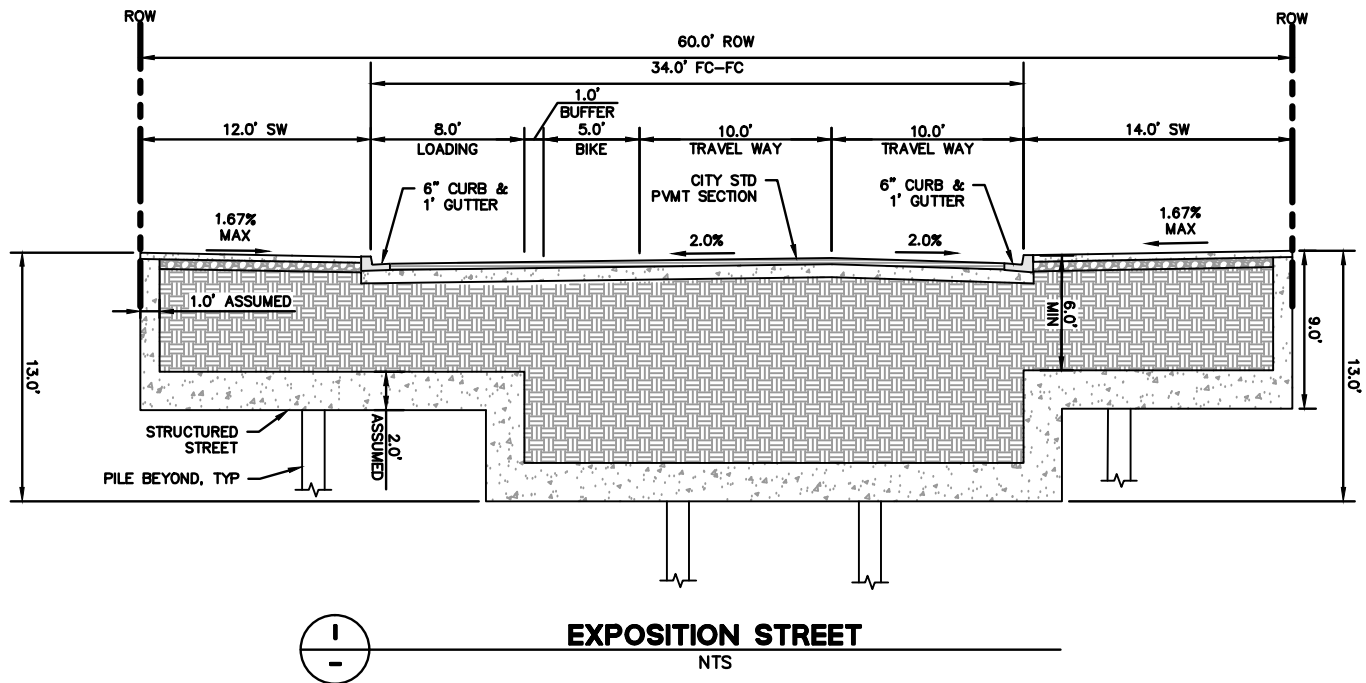 ROW
ROW
60.0' ROW
34.0' FC-FC
1.0'
BUFFER
12.0' SW
8.0'
LOADING
5.0'
BIKE
10.0'
TRAVEL WAY
10.0'
TRAVEL WAY
14.0' SW
6" CURB &
1' GUTTER
CITY STD
PVMT SECTION
6" CURB &
1' GUTTER
1.67%
MAX
2.0%
2.0%
1.67%
MAX
1.0' ASSUMED
6.0'
MIN
9.0'
13.0'
13.0'
2.0'
ASSUMED
STRUCTURED
STREET
PILE BEYOND, TYP
1
-
EXPOSITION STREET
NTS